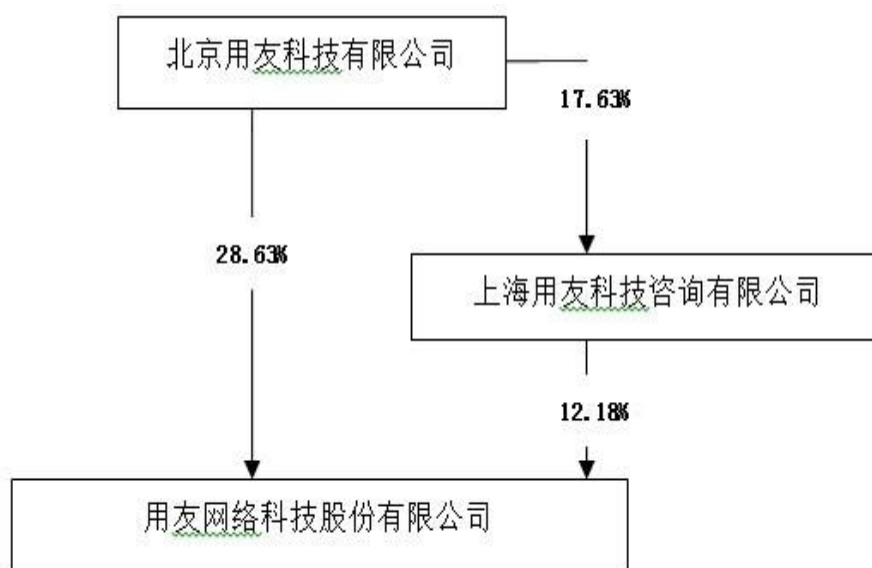 北京用友科技有限公司
17.63%
28.63%
上海用友科技咨询有限公司
12.18%
用友网络科技股份有限公司